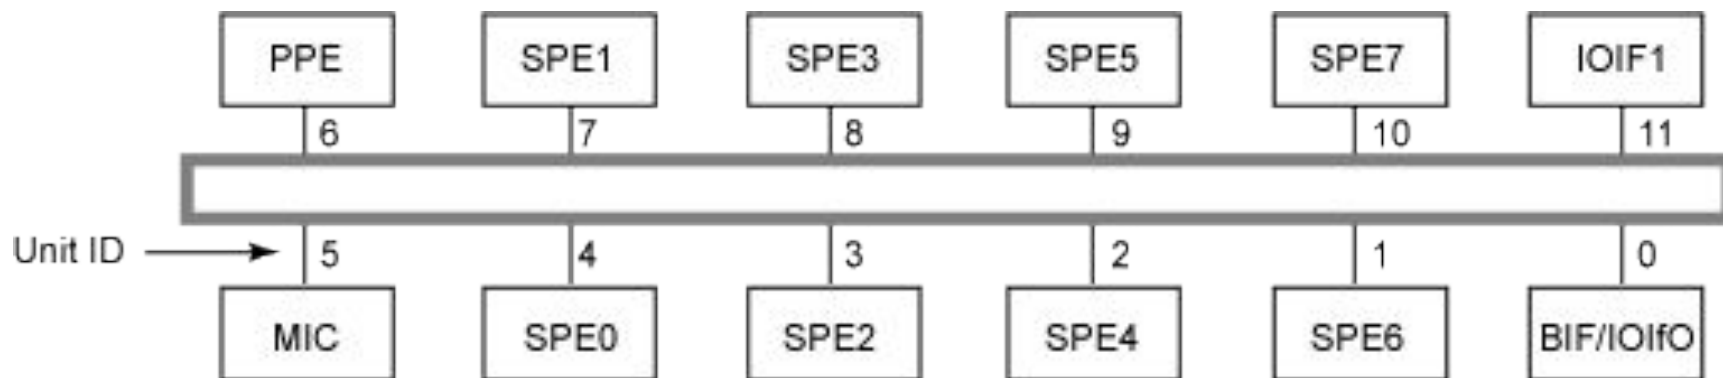 PPE SPE1 SPE3 SPE5 SPE7 IOIF1
6 7 8 9 10 11
Unit ID 5 4 3 2 1 0
MIC SPE0 SPE2 SPE4 SPE6 BIF/IOIfO